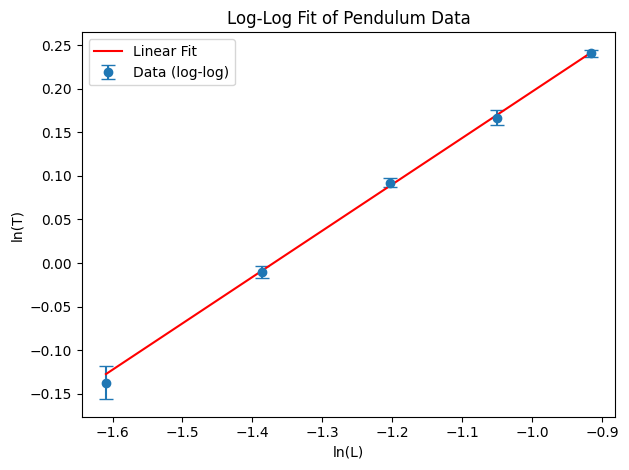 Log-Log Fit of Pendulum Data
Linear Fit
Data (log-log)
0.25
0.20
0.15
0.10
0.05
0.00
−0.05
−0.10
−0.15
ln(T)
−1.6 −1.5 −1.4 −1.3 −1.2 −1.1 −1.0 −0.9
ln(L)